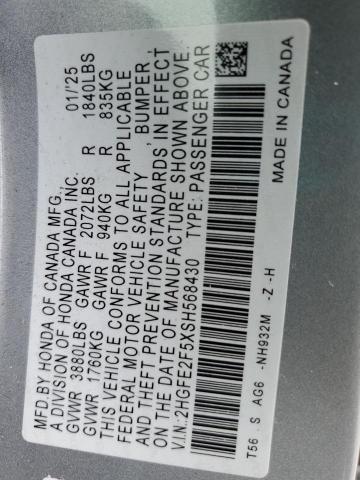 MFD.BY HONDA OF CANADA MFG., 01/'25
A DIVISION OF HONDA CANADA INC.
GVWR 3880LBS GAWR F 2072LBS R 1840LBS
GVWR 1760KG GAWR F 940KG R 835KG
THIS VEHICLE CONFORMS TO ALL APPLICABLE
FEDERAL MOTOR VEHICLE SAFETY , BUMPER ,
AND THEFT PREVENTION STANDARDS IN EFFECT
ON THE DATE OF MANUFACTURE SHOWN ABOVE.
V.I.N.: 2HGFE2F5XSH568430 TYPE: PASSENGER CAR
T56 S AG6 -NH932M -Z -H
MADE IN CANADA